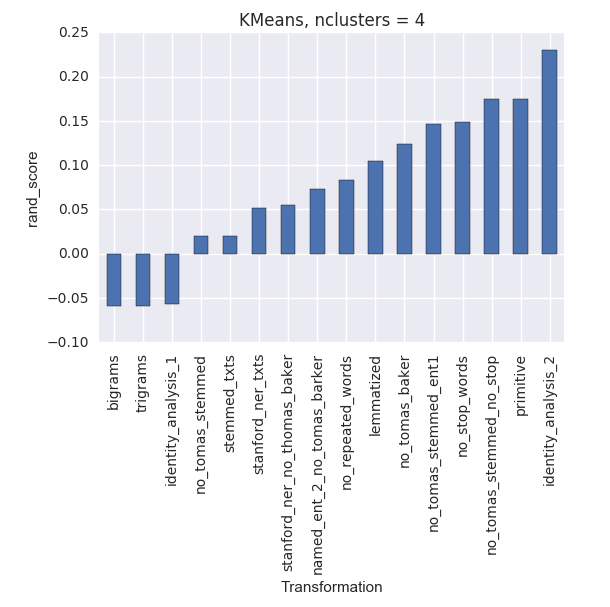 KMeans, nclusters = 4
0.25
0.20
0.15
0.10
0.05
0.00
−0.05
−0.10
rand_score
bigrams
trigrams
identity_analysis_1
no_tomas_stemmed
stemmed_txts
stanford_ner_txts
stanford_ner_no_thomas_baker
named_ent_2_no_tomas_barker
no_repeated_words
lemmatized
no_tomas_baker
no_tomas_stemmed_ent1
no_stop_words
no_tomas_stemmed_no_stop
primitive
identity_analysis_2
Transformation